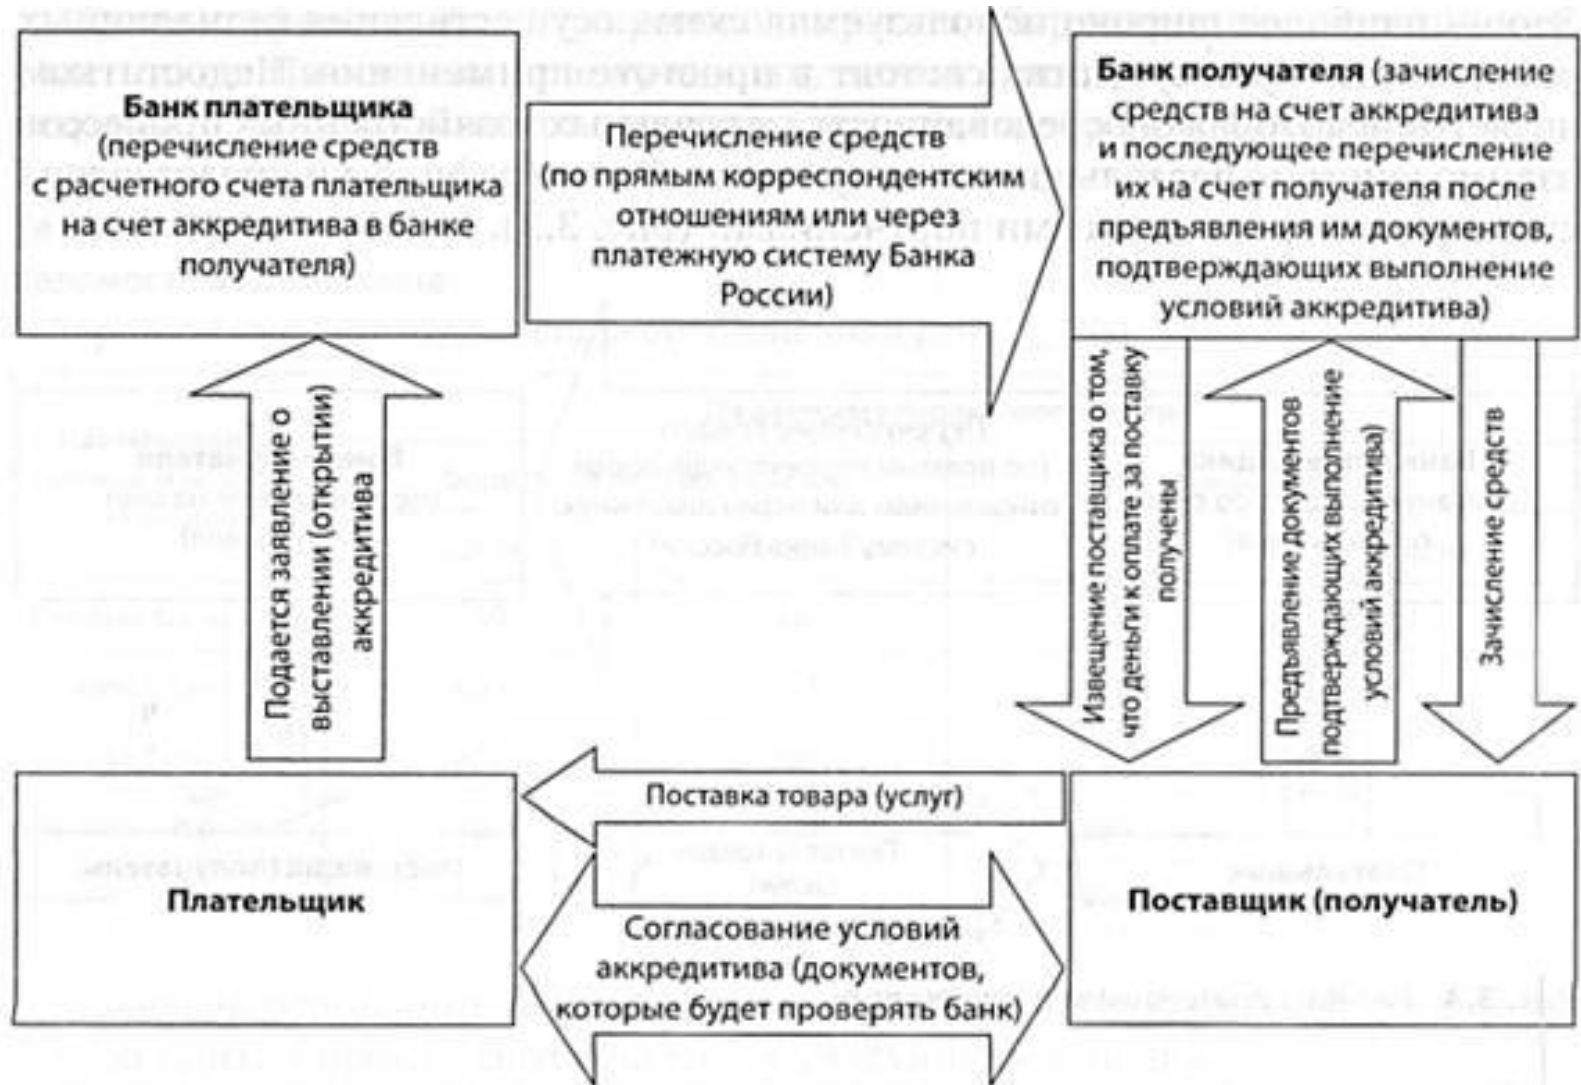 Банк плательщика
(перечисление средств
с расчетного счета плательщика
на счет аккредитива в банке
получателя)
Перечисление средств
(по прямым корреспондентским
отношениям или через
платежную систему Банка
России)
Банк получателя (зачисление
средств на счет аккредитива
и последующее перечисление
их на счет получателя после
предъявления им документов,
подтверждающих выполнение
условий аккредитива)
Подается заявление о
выставлении (открытии)
аккредитива
Извещение поставщика о том,
что деньги к оплате за поставку
получены
Предъявление документов
подтверждающих выполнение
условий аккредитива)
Зачисление средств
Поставка товара (услуг)
Плательщик
Согласование условий
аккредитива (документов,
которые будет проверять банк)
Поставщик (получатель)